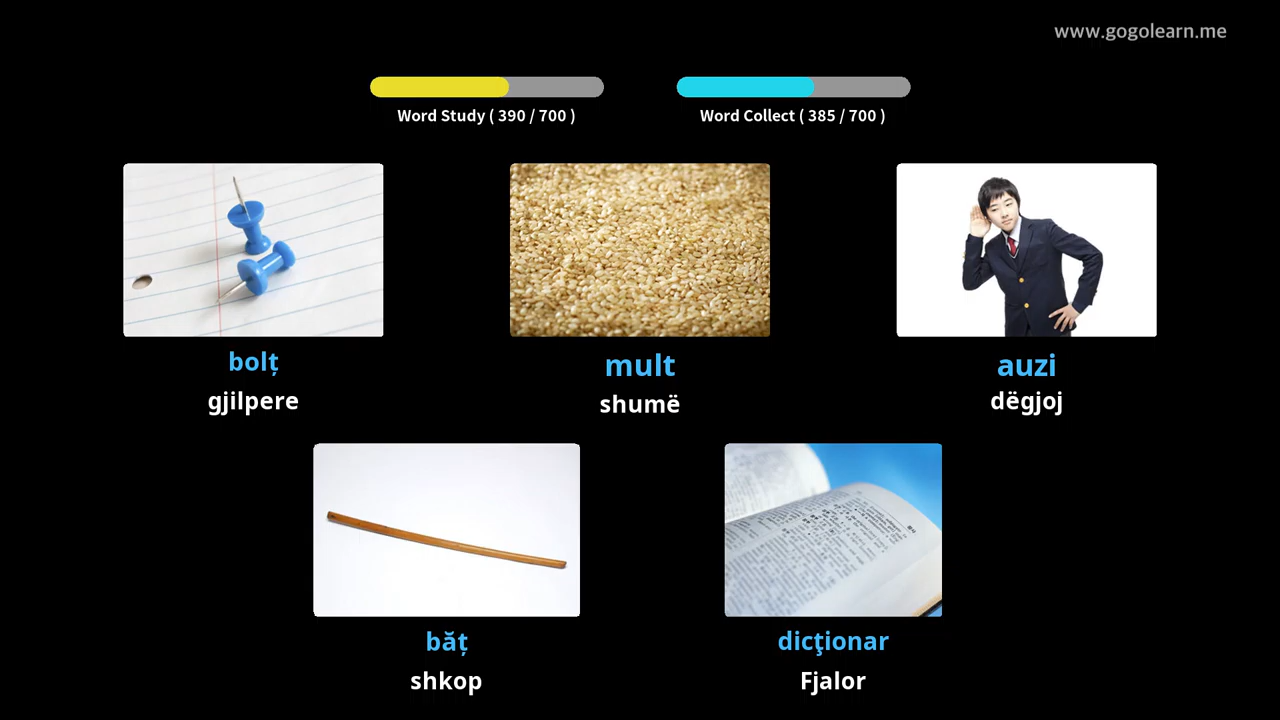 www.gogolearn.me
Word Study ( 390 / 700 )
Word Collect ( 385 / 700 )
bolț
gjilpere
mult
shumë
auzi
dëgjoj
băț
shkop
dicţionar
Fjalor